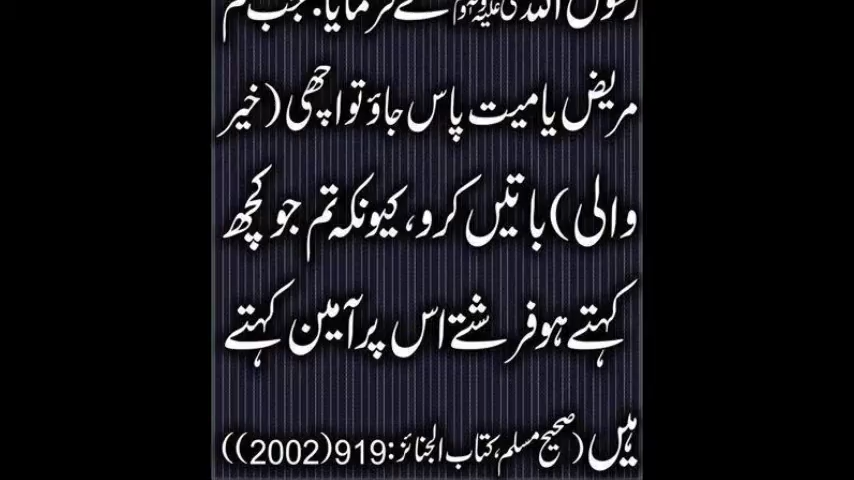 رسول اللہ ﷺ نے فرمایا: جب تم
مریض یا میت پاس جاؤ تو اچھی (خیر
والی) باتیں کرو، کیونکہ تم جو کچھ
کہتے ہو فرشتے اس پر آمین کہتے
ہیں (صحیح مسلم، کتاب الجنائز: 919(2002))